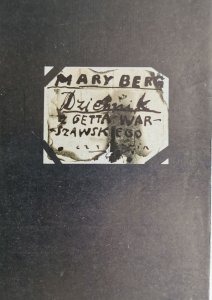 MARY BERG
Dziennik
Z GETTA WAR-
SZAWSKIEGO